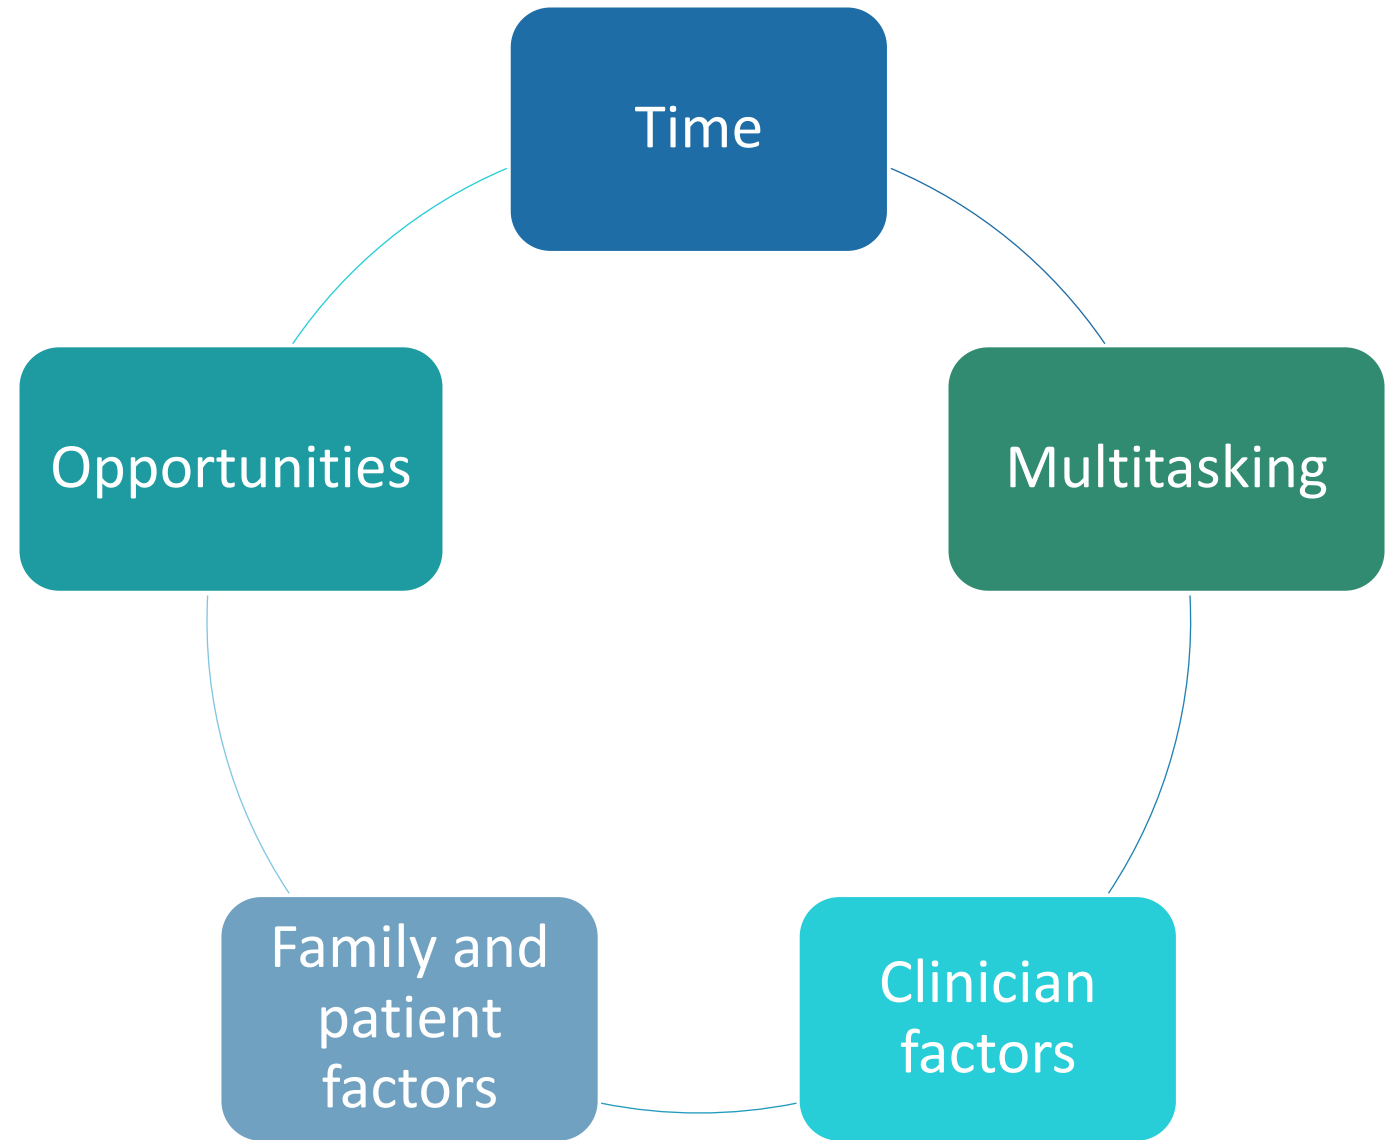 Time
Opportunities
Multitasking
Family and
patient
factors
Clinician
factors